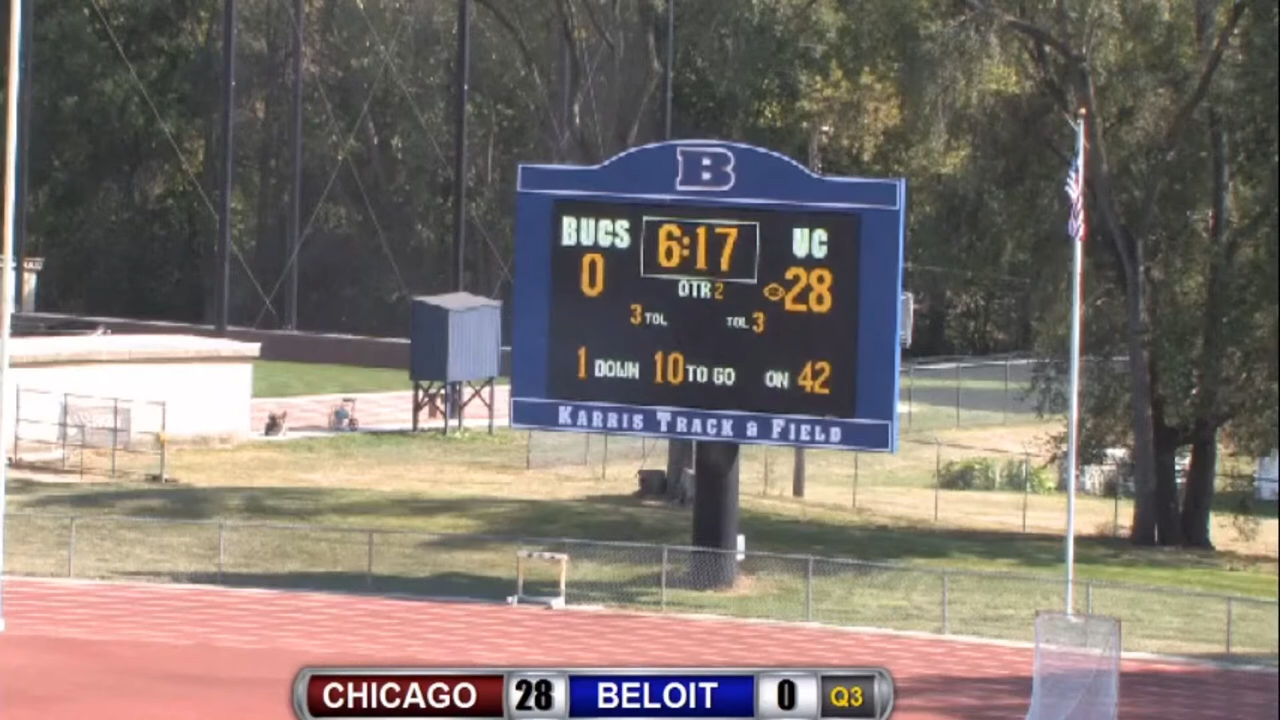 B
BUCS 6:17 UC
0 QTR 2 28
3 TOL TOL 3
1 DOWN 10 TO GO ON 42
KARRIS TRACK & FIELD
CHICAGO 28 BELOIT 0 Q3